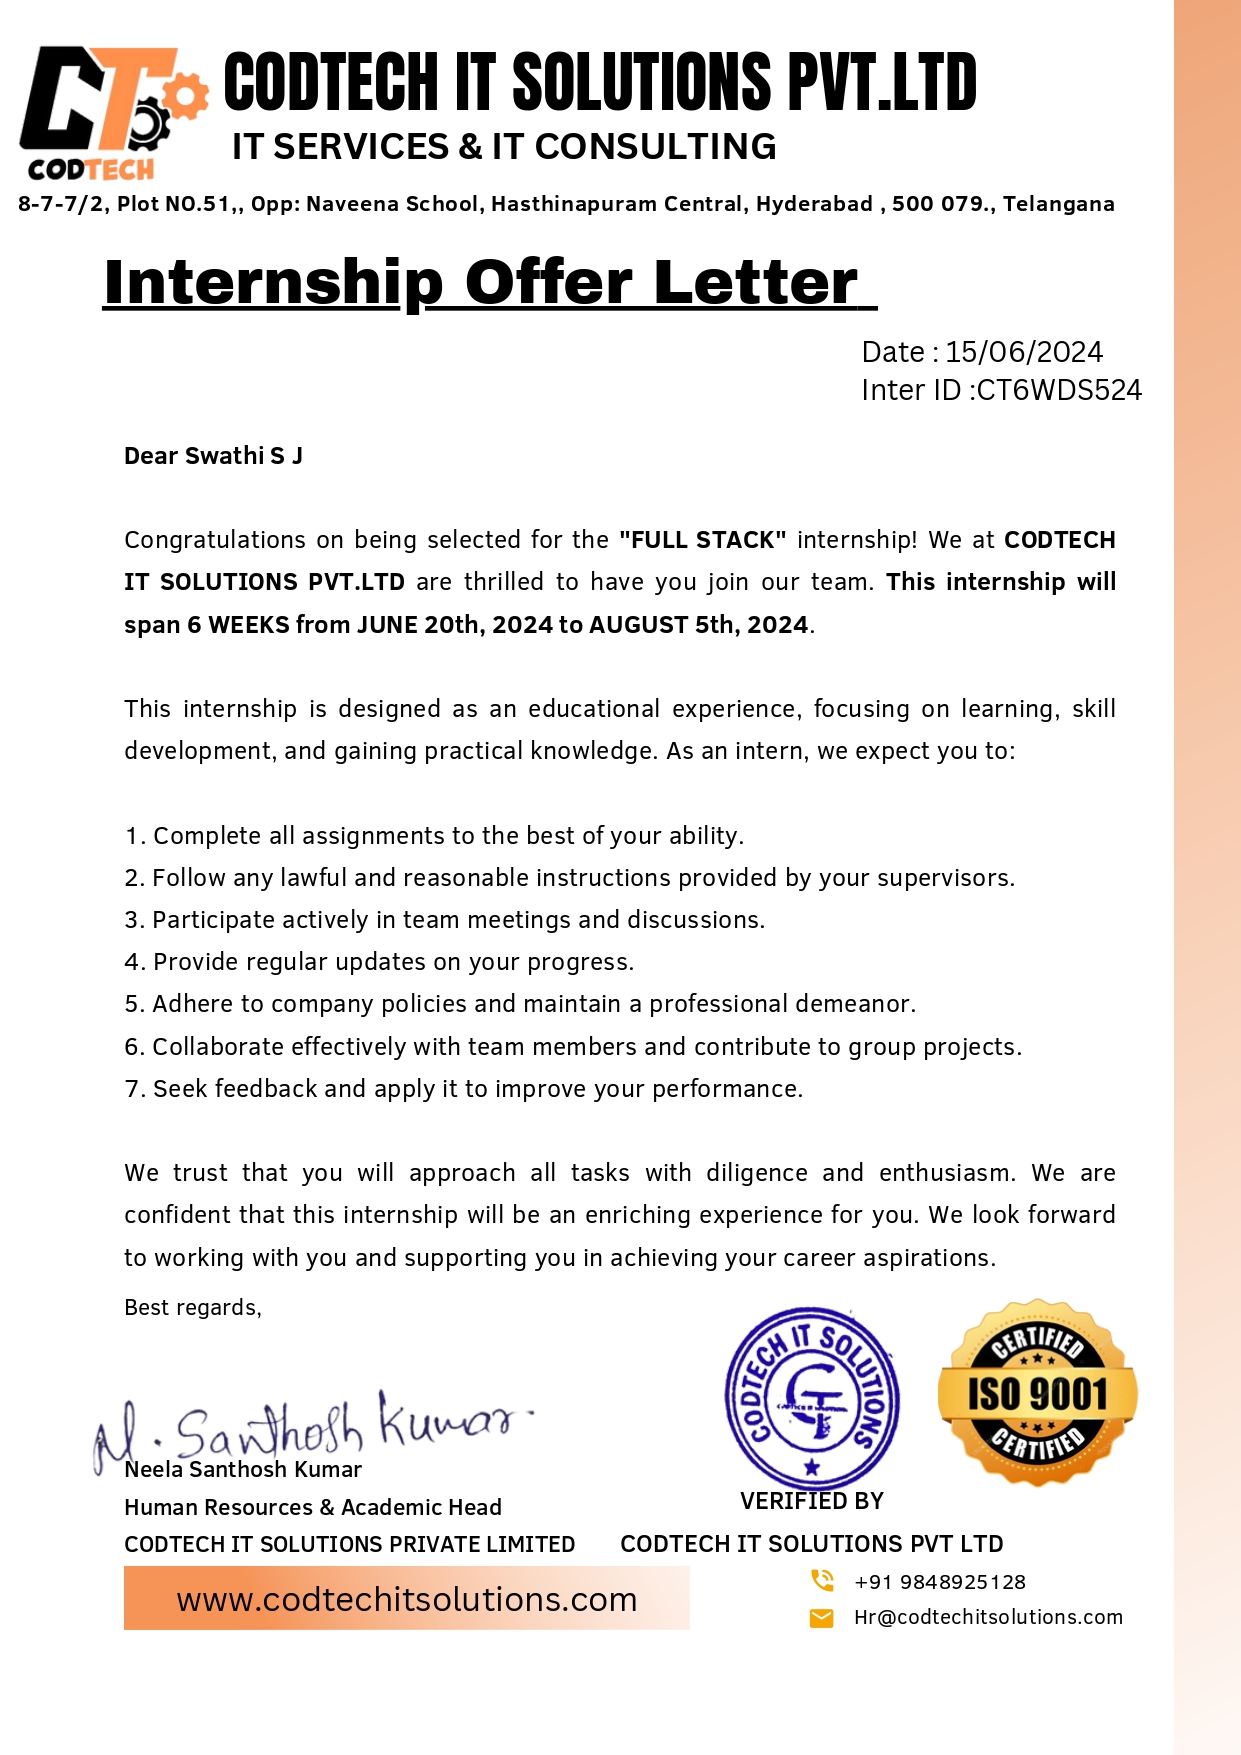 CT
CODTECH
CODTECH IT SOLUTIONS PVT.LTD
IT SERVICES & IT CONSULTING
8-7-7/2, Plot NO.51,, Opp: Naveena School, Hasthinapuram Central, Hyderabad , 500 079., Telangana
Internship Offer Letter
Date : 15/06/2024
Inter ID :CT6WDS524
Dear Swathi S J
Congratulations on being selected for the "FULL STACK" internship! We at CODTECH
IT SOLUTIONS PVT.LTD are thrilled to have you join our team. This internship will
span 6 WEEKS from JUNE 20th, 2024 to AUGUST 5th, 2024.
This internship is designed as an educational experience, focusing on learning, skill
development, and gaining practical knowledge. As an intern, we expect you to:
1. Complete all assignments to the best of your ability.
2. Follow any lawful and reasonable instructions provided by your supervisors.
3. Participate actively in team meetings and discussions.
4. Provide regular updates on your progress.
5. Adhere to company policies and maintain a professional demeanor.
6. Collaborate effectively with team members and contribute to group projects.
7. Seek feedback and apply it to improve your performance.
We trust that you will approach all tasks with diligence and enthusiasm. We are
confident that this internship will be an enriching experience for you. We look forward
to working with you and supporting you in achieving your career aspirations.
Best regards,
N. Santhosh Kumar.
Neela Santhosh Kumar
Human Resources & Academic Head
CODTECH IT SOLUTIONS PRIVATE LIMITED
www.codtechitsolutions.com
CODTECH IT SOLUTIONS
CT
VERIFIED BY
CODTECH IT SOLUTIONS PVT LTD
CERTIFIED
ISO 9001
CERTIFIED
+91 9848925128
Hr@codtechitsolutions.com